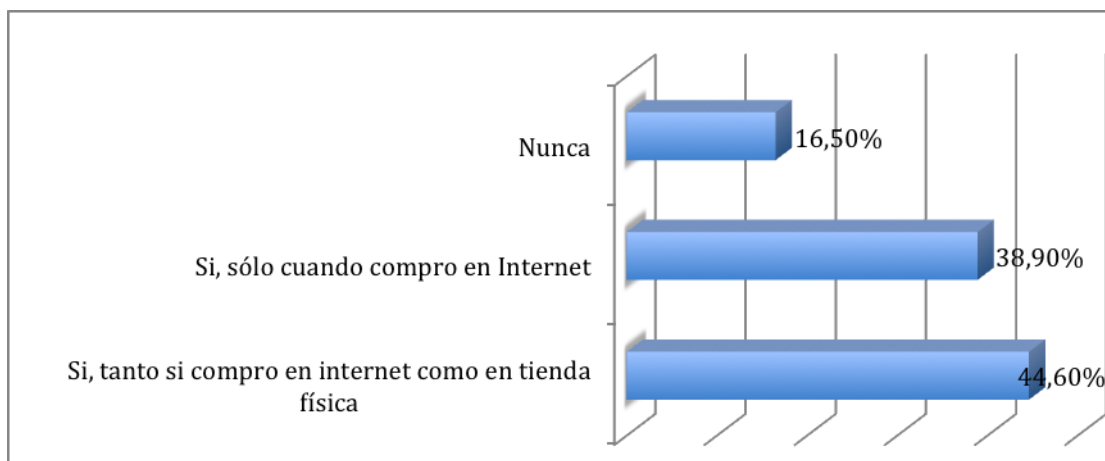 Nunca
16,50%
Si, sólo cuando compro en Internet
38,90%
Si, tanto si compro en internet como en tienda
física
44,60%